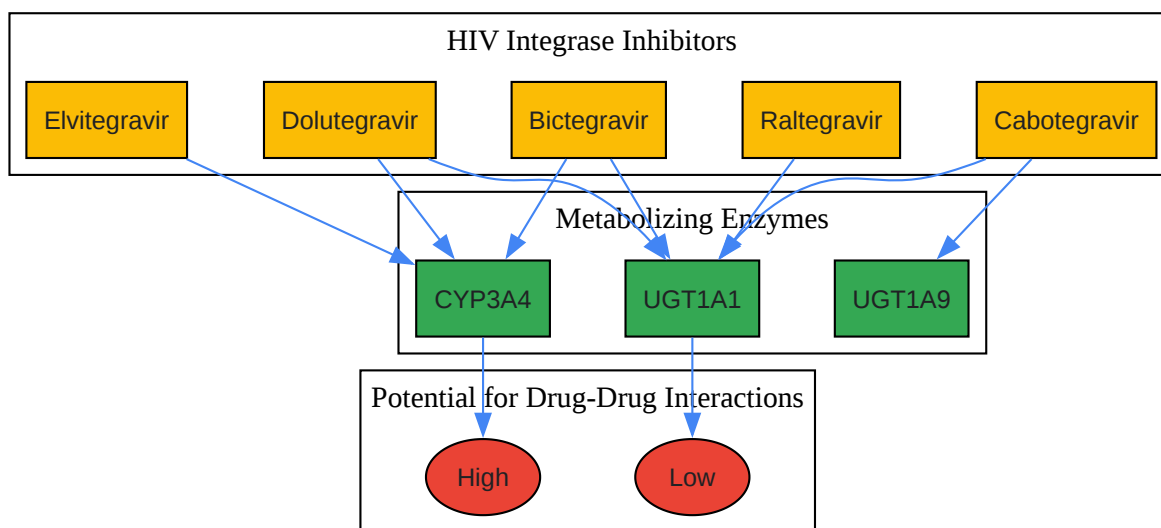 HIV Integrase Inhibitors
Elvitegravir
Dolutegravir
Bictegravir
Raltegravir
Cabotegravir
Metabolizing Enzymes
CYP3A4
UGT1A1
UGT1A9
Potential for Drug-Drug Interactions
High
Low